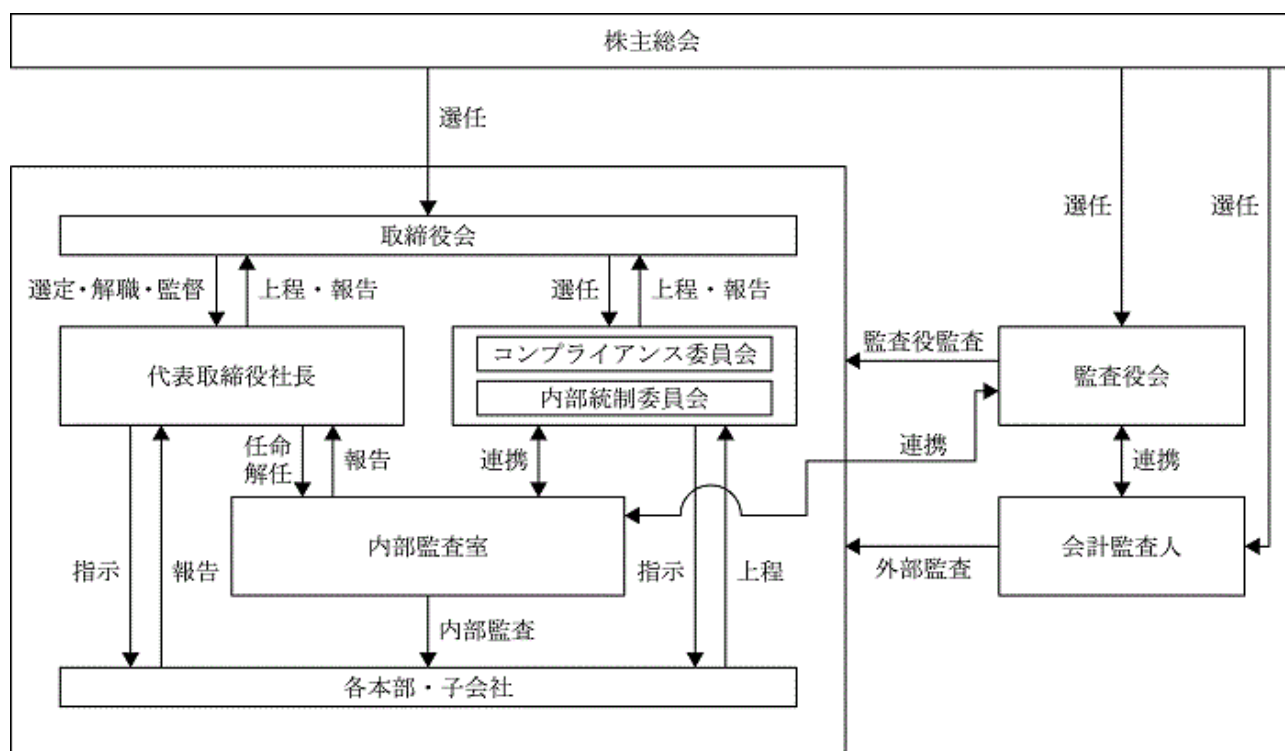 株主総会
選任
選任
選任
取締役会
選定・解職・監督
上程・報告
選任
上程・報告
代表取締役社長
コンプライアンス委員会
内部統制委員会
監査役監査
監査役会
任命
解任
報告
連携
連携
連携
内部監査室
会計監査人
指示
報告
指示
上程
外部監査
内部監査
各本部・子会社